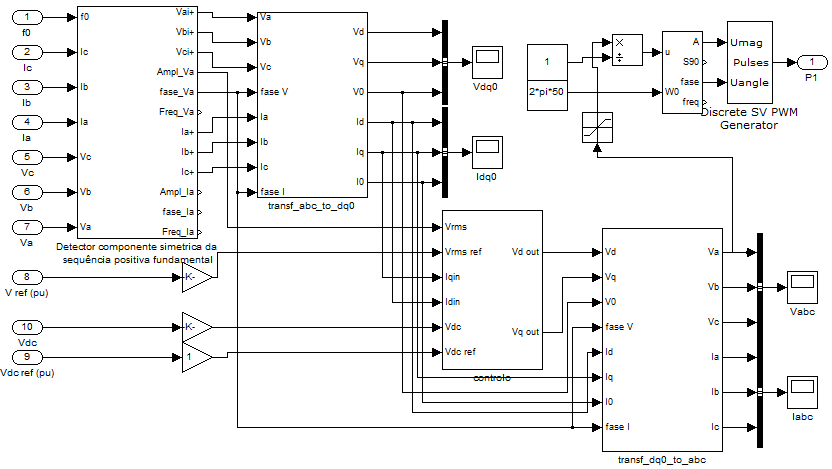 1
f0
2
Ic
3
Ib
4
Ia
5
Vc
6
Vb
7
Va
8
V ref (pu)
10
Vdc
9
Vdc ref (pu)
f0
Ic
Ib
Ia
Vc
Vb
Va
Vai+
Vbi+
Vci+
Ampl_Va
fase_Va
Freq_Va
Ia+
Ib+
Ic+
Ampl_Ia
fase_Ia
Freq_Ia
Detector componente simetrica da
sequência positiva fundamental
-K-
-K-
1
Va
Vb
Vc
fase V
Ia
Ib
Ic
fase I
Vd
Vq
V0
Id
Iq
I0
transf_abc_to_dq0
Vdq0
Idq0
Vrms
Vrms ref
Iqin
Idin
Vdc
Vdc ref
Vd out
Vq out
controlo
1
2*pi*50
×
÷
u
W0
A
S90
fase
freq
Umag
Pulses
Uangle
Discrete SV PWM
Generator
1
P1
Vd
Vq
V0
fase V
Id
Iq
I0
fase I
Va
Vb
Vc
Ia
Ib
Ic
transf_dq0_to_abc
Vabc
Iabc